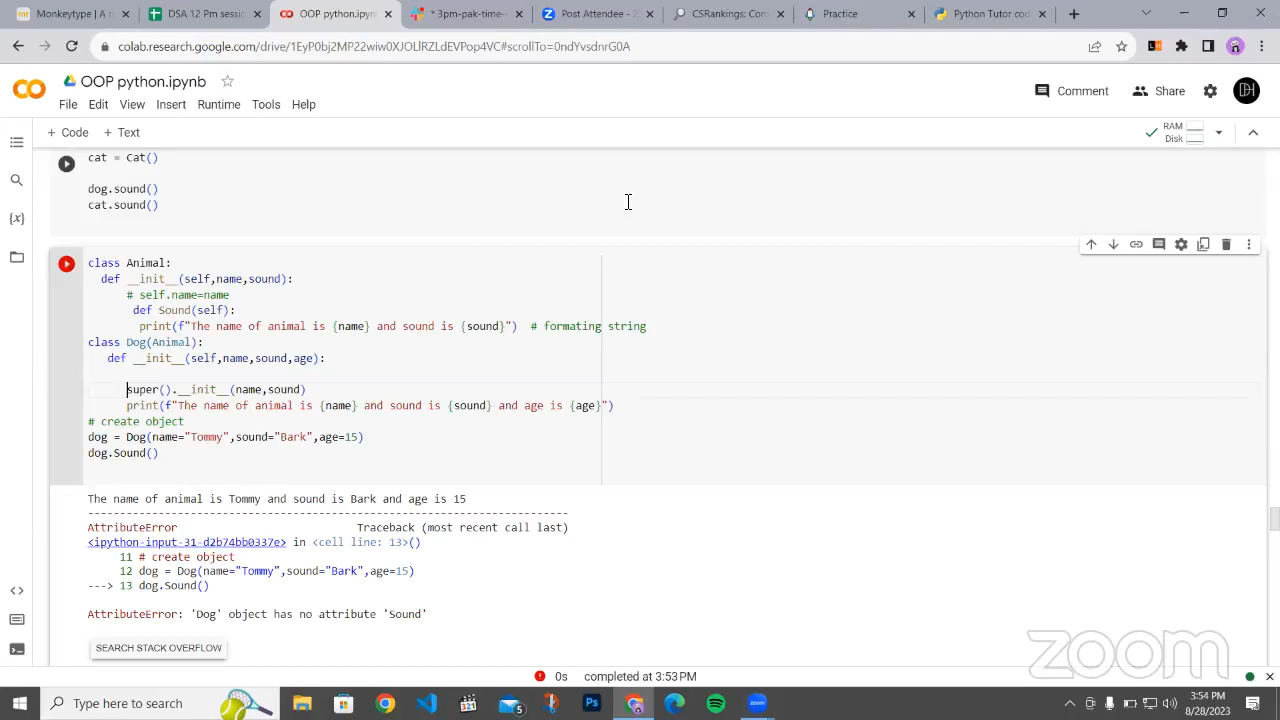 Monkeytype | A t
DSA 12 Pm sessi
OOP python.ipynb
*3pm-pak-time-
Post Attendee - Z
CSRankings: Com
Practice
Python Tutor cod
colab.research.google.com/drive/1EyP0bj2MP22wiw0XJOLlRZLdEVPop4VC#scrollTo=0ndYvsdnrG0A
OOP python.ipynb
File Edit View Insert Runtime Tools Help
Comment Share DH
+ Code + Text
RAM
Disk
cat = Cat()
dog.sound()
cat.sound()
class Animal:
def __init__(self,name,sound):
# self.name=name
def Sound(self):
print(f"The name of animal is {name} and sound is {sound}") # formating string
class Dog(Animal):
def __init__(self,name,sound,age):
super().__init__(name,sound)
print(f"The name of animal is {name} and sound is {sound} and age is {age}")
# create object
dog = Dog(name="Tommy",sound="Bark",age=15)
dog.Sound()
The name of animal is Tommy and sound is Bark and age is 15
---------------------------------------------------------------------------
AttributeError Traceback (most recent call last)
<ipython-input-31-d2b74bb0337e> in <cell line: 13>()
11 # create object
12 dog = Dog(name="Tommy",sound="Bark",age=15)
---> 13 dog.Sound()
AttributeError: 'Dog' object has no attribute 'Sound'
SEARCH STACK OVERFLOW
zoom
0s completed at 3:53 PM
Type here to search
3:54 PM
8/28/2023